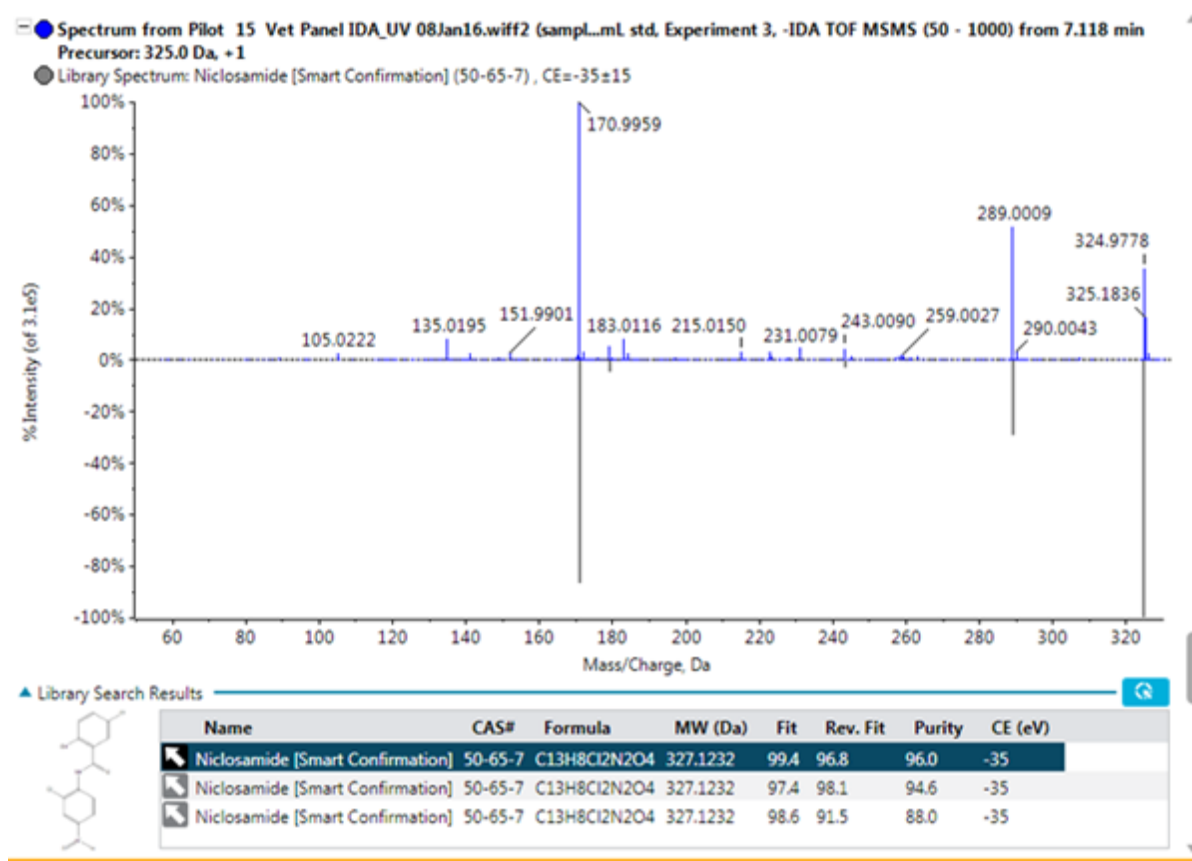 Spectrum from Pilot 15 Vet Panel IDA_UV 08Jan16.wiff2 (sampl...mL std, Experiment 3, -IDA TOF MSMS (50 - 1000) from 7.118 min
Precursor: 325.0 Da, +1
Library Spectrum: Niclosamide [Smart Confirmation] (50-65-7) , CE=-35±15
100%
170.9959
80%
60%
289.0009
324.9778
40%
325.1836
20%
105.0222
135.0195
151.9901
183.0116
215.0150
231.0079
243.0090
259.0027
290.0043
0%
-20%
-40%
-60%
-80%
-100%
% Intensity (of 3.1e5)
60 80 100 120 140 160 180 200 220 240 260 280 300 320
Mass/Charge, Da
Library Search Results
Name CAS# Formula MW (Da) Fit Rev. Fit Purity CE (eV)
Niclosamide [Smart Confirmation] 50-65-7 C13H8Cl2N2O4 327.1232 99.4 96.8 96.0 -35
Niclosamide [Smart Confirmation] 50-65-7 C13H8Cl2N2O4 327.1232 97.4 98.1 94.6 -35
Niclosamide [Smart Confirmation] 50-65-7 C13H8Cl2N2O4 327.1232 98.6 91.5 88.0 -35